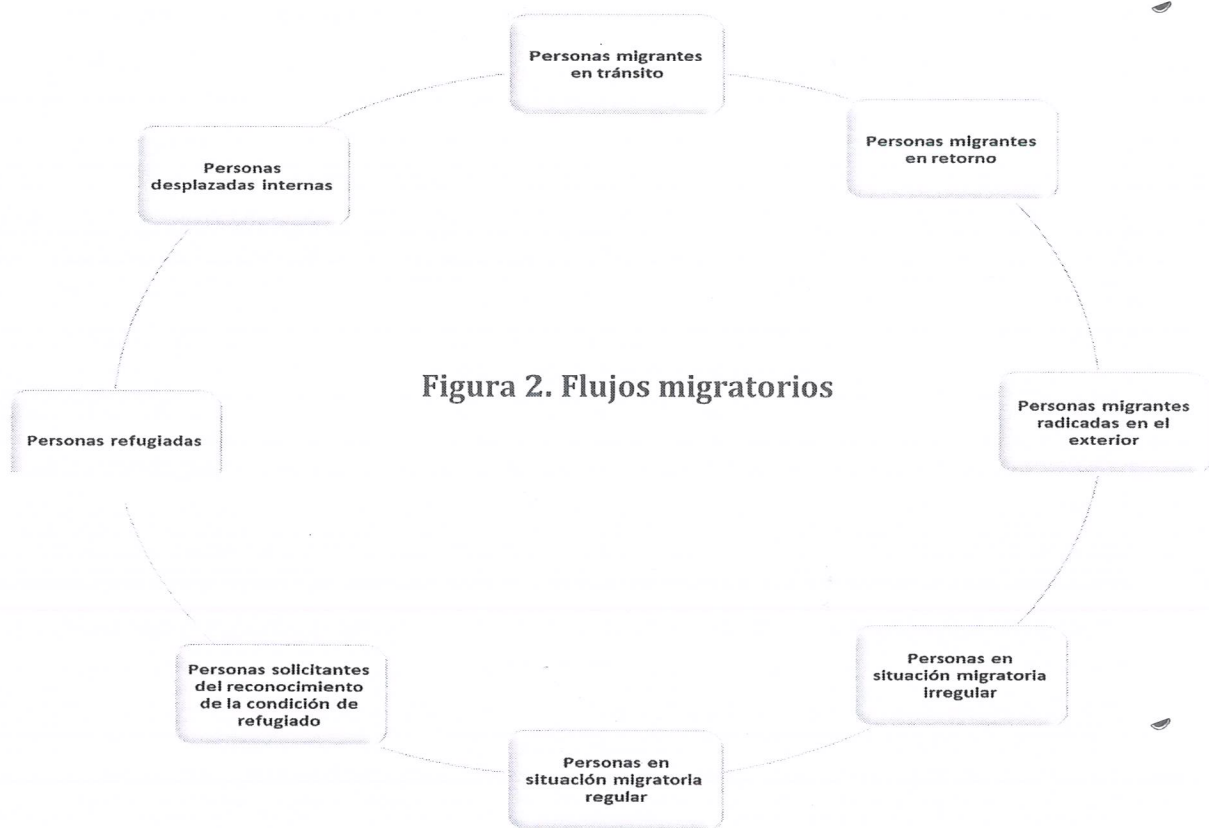 Personas migrantes
en tránsito
Personas migrantes
en retorno
Personas
desplazadas internas
Figura 2. Flujos migratorios
Personas migrantes
radicadas en el
exterior
Personas refugiadas
Personas en
situación migratoria
irregular
Personas solicitantes
del reconocimiento
de la condición de
refugiado
Personas en
situación migratoria
regular